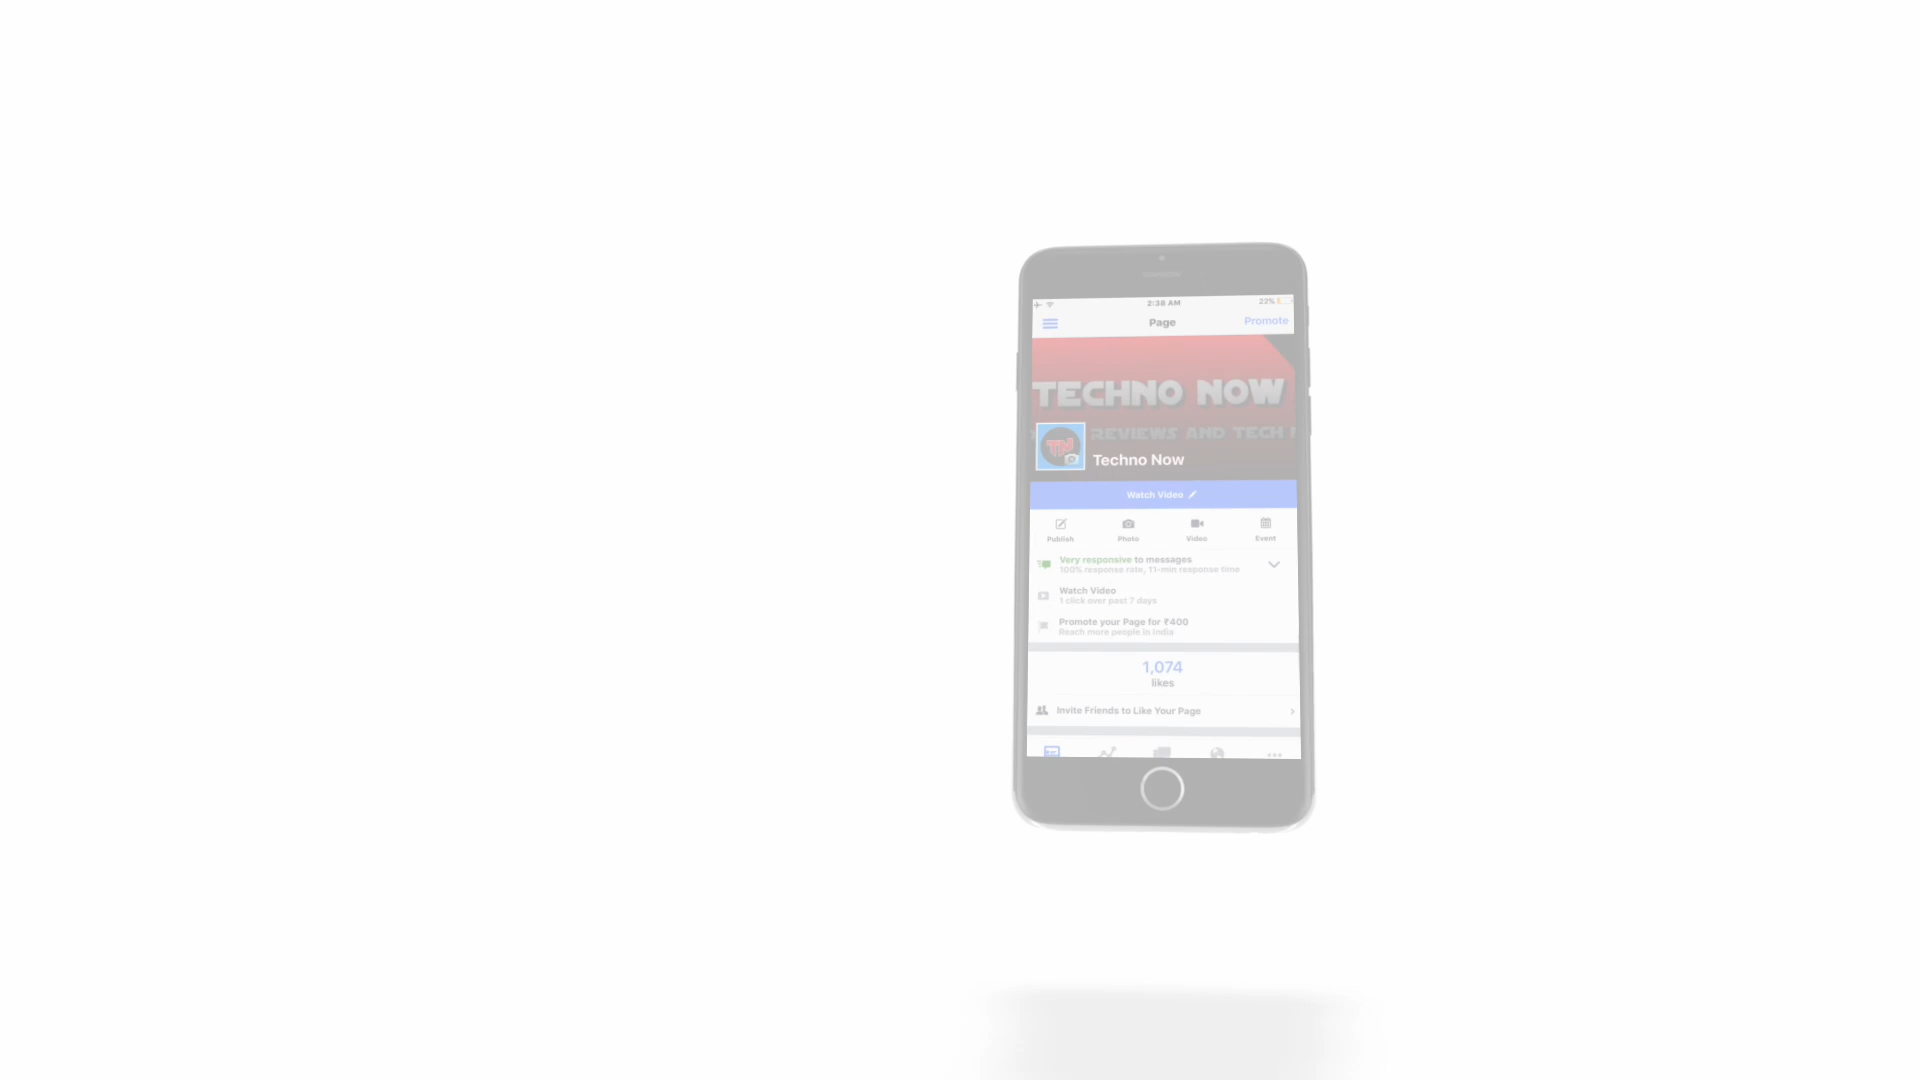 2:38 AM
22%
Page
Promote
TECHNO NOW
REVIEWS AND TECH
TN
Techno Now
Watch Video
Publish
Photo
Video
Event
Very responsive to messages
100% response rate, 11-min response time
Watch Video
1 click over past 7 days
Promote your Page for ₹400
Reach more people in India
1,074
likes
Invite Friends to Like Your Page